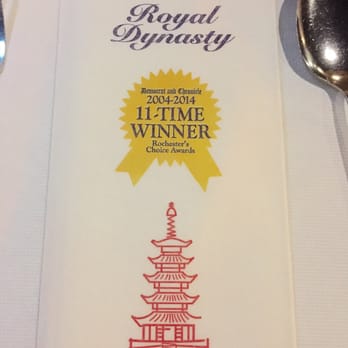 Royal
Dynasty
Democrat and Chronicle
2004-2014
11-TIME
WINNER
Rochester's
Choice Awards